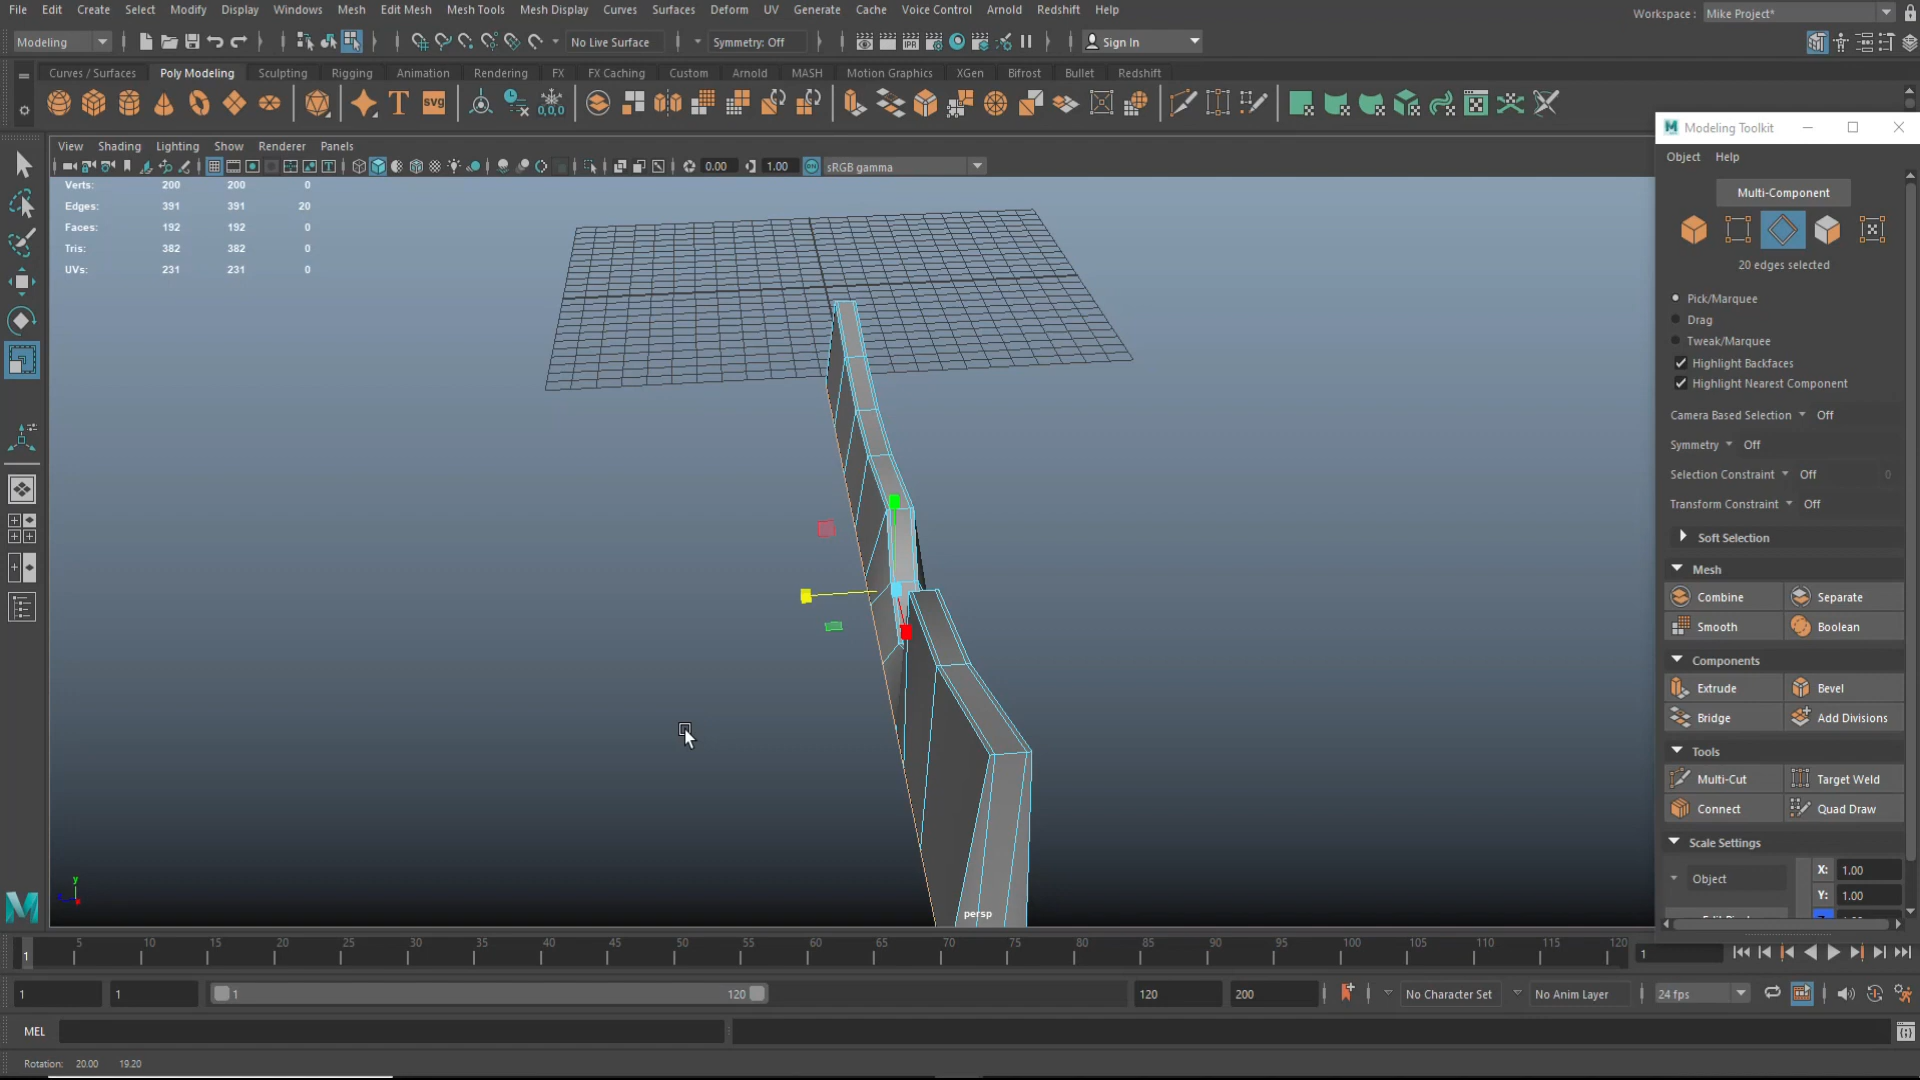 File Edit Create Select Modify Display Windows Mesh Edit Mesh Mesh Tools Mesh Display Curves Surfaces Deform UV Generate Cache Voice Control Arnold Redshift Help
Workspace : Mike Project*
Modeling No Live Surface Symmetry: Off IPR Sign In
Curves / Surfaces Poly Modeling Sculpting Rigging Animation Rendering FX FX Caching Custom Arnold MASH Motion Graphics XGen Bifrost Bullet Redshift
T SVG 0,0,0
Modeling Toolkit
View Shading Lighting Show Renderer Panels
Object Help
0.00 1.00 sRGB gamma
Verts: 200 200 0
Edges: 391 391 20
Faces: 192 192 0
Tris: 382 382 0
UVs: 231 231 0
Multi-Component
20 edges selected
Pick/Marquee
Drag
Tweak/Marquee
Highlight Backfaces
Highlight Nearest Component
Camera Based Selection Off
Symmetry Off
Selection Constraint Off 0
Transform Constraint Off
Soft Selection
Mesh
Combine Separate
Smooth Boolean
Components
Extrude Bevel
Bridge Add Divisions
Tools
Multi-Cut Target Weld
Connect Quad Draw
Scale Settings
Object X: 1.00
Y: 1.00
y
persp
5 10 15 20 25 30 35 40 45 50 55 60 65 70 75 80 85 90 95 100 105 110 115 120
1 1
1 1 1 120 120 200 No Character Set No Anim Layer 24 fps
MEL
Rotation: 20.00 19.20